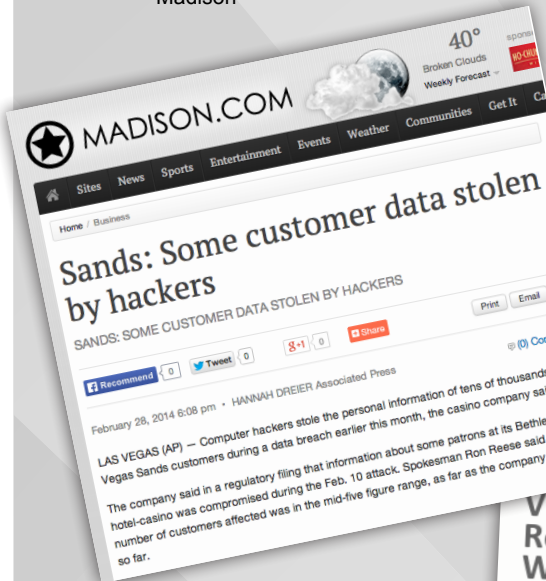 Madison
40°
Broken Clouds
Weekly Forecast
MADISON.COM
Sites News Sports Entertainment Events Weather Communities Get It
Home / Business
Sands: Some customer data stolen
by hackers
SANDS: SOME CUSTOMER DATA STOLEN BY HACKERS
Print Email
Recommend 0 Tweet 0 g+1 0 Share
(0)
February 28, 2014 6:08 pm • HANNAH DREIER Associated Press
LAS VEGAS (AP) — Computer hackers stole the personal information of tens of thousands
Vegas Sands customers during a data breach earlier this month, the casino company
The company said in a regulatory filing that information about some patrons at its
hotel-casino was compromised during the Feb. 10 attack. Spokesman Ron Reese said
number of customers affected was in the mid-five figure range, as far as the company
so far.